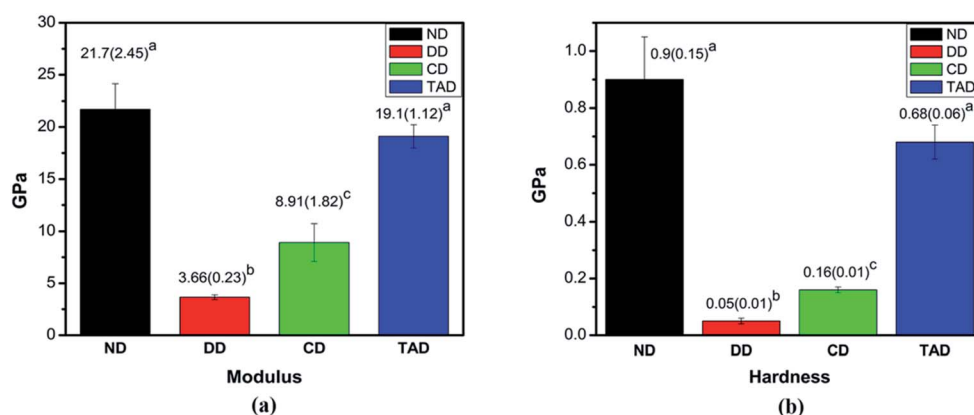 30
25
20
15
10
5
0
GPa
21.7(2.45)a
3.66(0.23)b
8.91(1.82)c
19.1(1.12)a
ND
DD
CD
TAD
ND DD CD TAD
Modulus
(a)
1.0
0.8
0.6
0.4
0.2
0.0
GPa
0.9(0.15)a
0.05(0.01)b
0.16(0.01)c
0.68(0.06)a
ND
DD
CD
TAD
ND DD CD TAD
Hardness
(b)